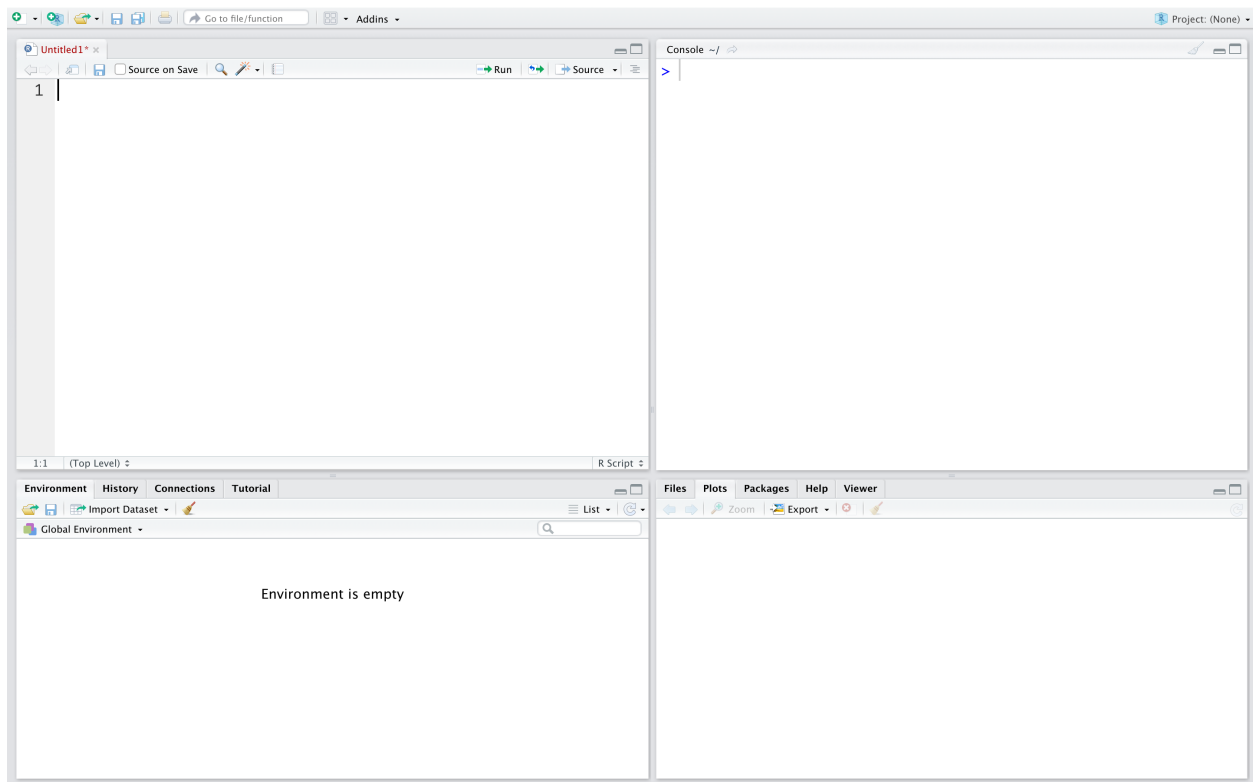 Go to file/function Addins Project: (None)
Untitled1*
Source on Save Run Source
1
1:1 (Top Level) R Script
Console ~/
>
Environment History Connections Tutorial
Import Dataset List
Global Environment
Environment is empty
Files Plots Packages Help Viewer
Zoom Export